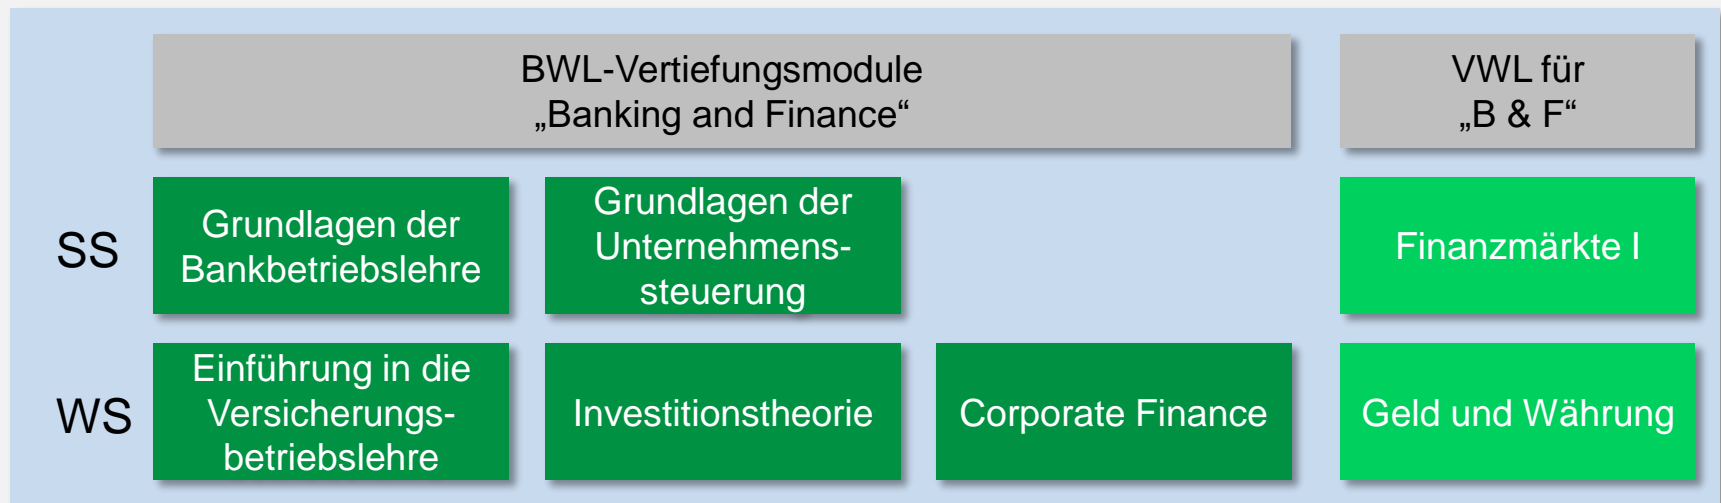 BWL-Vertiefungsmodule
„Banking and Finance“
VWL für
„B & F“
SS
Grundlagen der
Bankbetriebslehre
Grundlagen der
Unternehmens-
steuerung
Finanzmärkte I
WS
Einführung in die
Versicherungs-
betriebslehre
Investitionstheorie
Corporate Finance
Geld und Währung